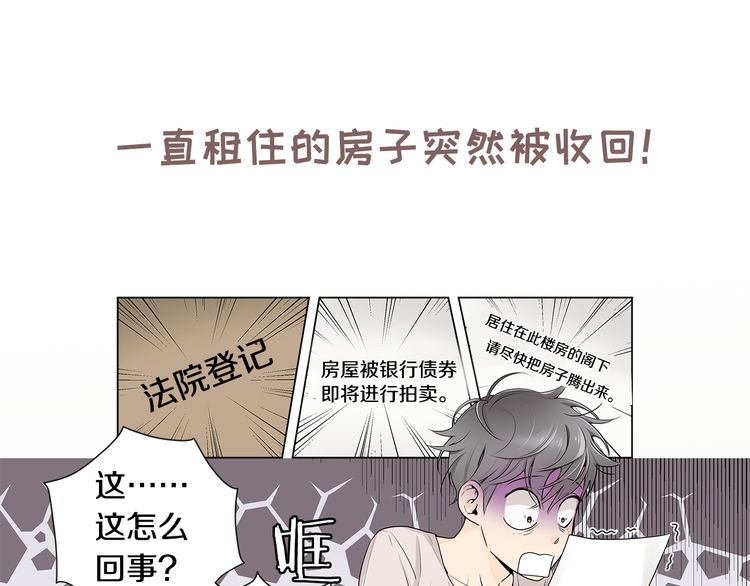 一直租住的房子突然被收回!
法院登记
房屋被银行债券
即将进行拍卖。
居住在此楼房的阁下
请尽快把房子腾出来。
这……
这怎么
回事?
哐